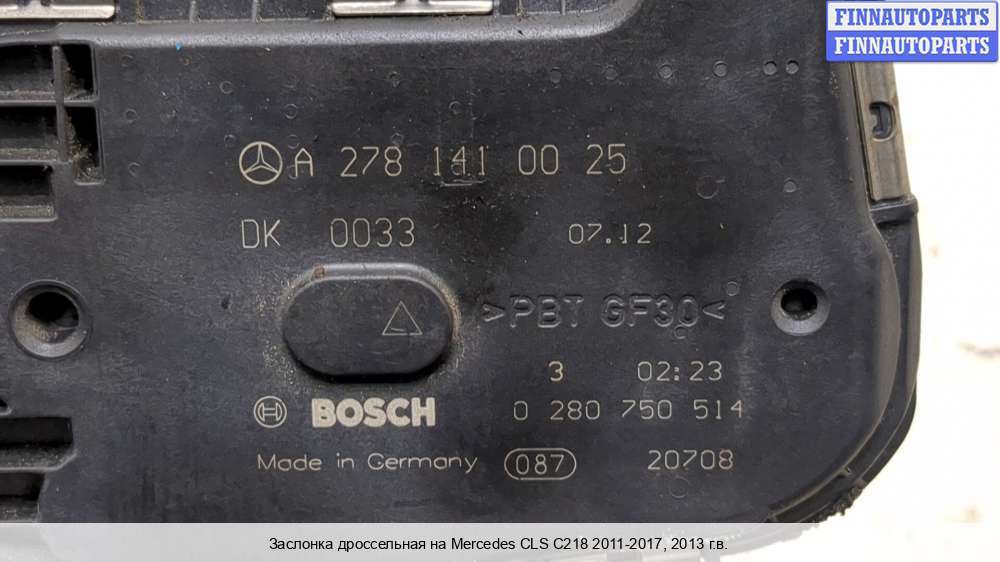 FINNAUTOPARTS
FINNAUTOPARTS
A 278 141 00 25
DK 0033 07.12
>PBT GF30<
3 02:23
BOSCH 0 280 750 514
Made in Germany 087 20708
Заслонка дроссельная на Mercedes CLS C218 2011-2017, 2013 г.в.